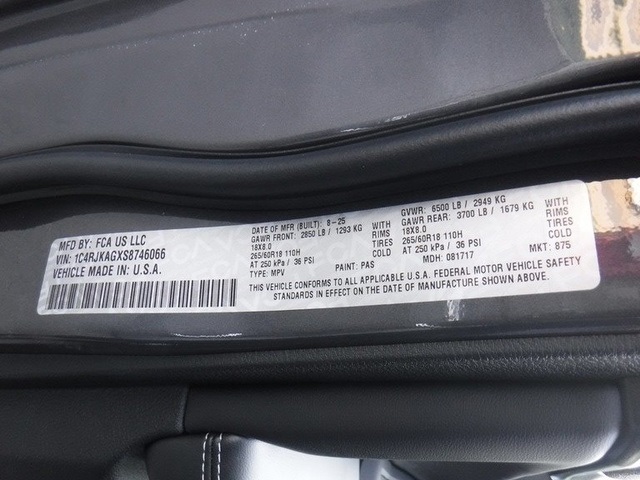 MFD BY: FCA US LLC
VIN: 1C4RJKAGXS8746066
VEHICLE MADE IN U.S.A.
DATE OF MFR (BUILT): 8-25
GAWR FRONT: 2850 LB / 1293 KG WITH
18X8.0 RIMS
265/60R18 110H TIRES
AT 250 kPa / 36 PSI COLD
TYPE: MPV PAINT: PAS
GVWR: 6500 LB / 2949 KG
GAWR REAR: 3700 LB / 1679 KG WITH
18X8.0 RIMS
265/60R18 110H TIRES
AT 250 kPa / 36 PSI COLD
MDH: 081717 MKT: 875
THIS VEHICLE CONFORMS TO ALL APPLICABLE U.S.A. FEDERAL MOTOR VEHICLE SAFETY
STANDARDS IN EFFECT ON THE DATE OF MANUFACTURE SHOWN ABOVE.